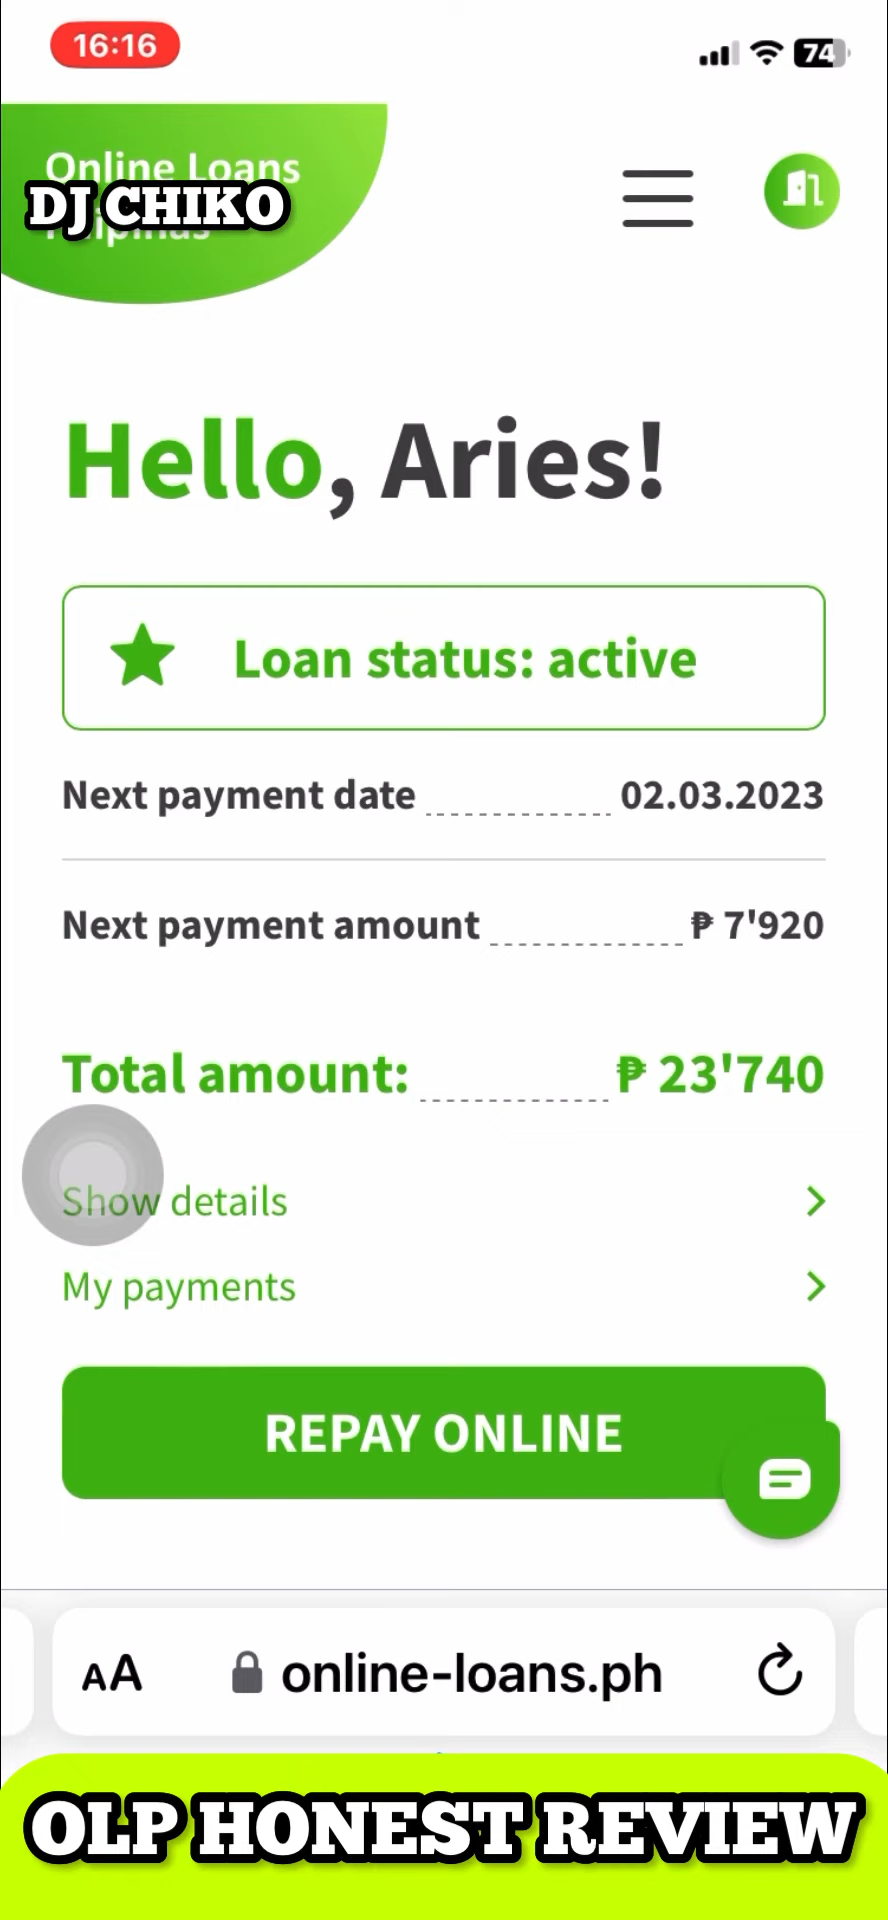 16:16
74
Online Loans
DJ CHIKO
Hello, Aries!
Loan status: active
Next payment date 02.03.2023
Next payment amount ₱ 7'920
Total amount: ₱ 23'740
Show details
My payments
REPAY ONLINE
AA online-loans.ph
OLP HONEST REVIEW